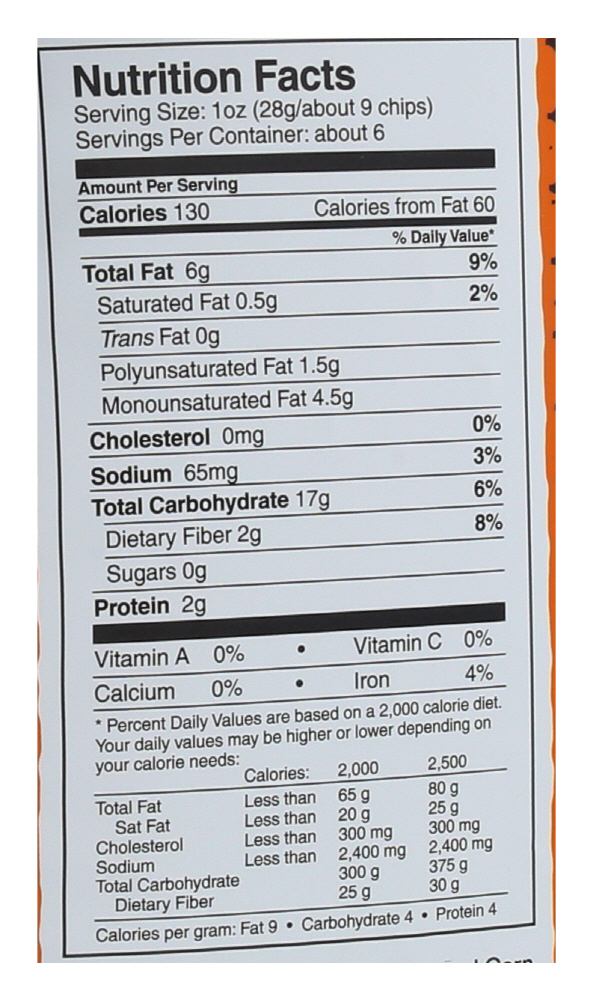 Nutrition Facts
Serving Size: 1oz (28g/about 9 chips)
Servings Per Container: about 6
Amount Per Serving
Calories 130 Calories from Fat 60
% Daily Value*
Total Fat 6g 9%
Saturated Fat 0.5g 2%
Trans Fat 0g
Polyunsaturated Fat 1.5g
Monounsaturated Fat 4.5g
Cholesterol 0mg 0%
Sodium 65mg 3%
Total Carbohydrate 17g 6%
Dietary Fiber 2g 8%
Sugars 0g
Protein 2g
Vitamin A 0% • Vitamin C 0%
Calcium 0% • Iron 4%
* Percent Daily Values are based on a 2,000 calorie diet.
Your daily values may be higher or lower depending on
your calorie needs:
Calories: 2,000 2,500
Total Fat Less than 65 g 80 g
Sat Fat Less than 20 g 25 g
Cholesterol Less than 300 mg 300 mg
Sodium Less than 2,400 mg 2,400 mg
Total Carbohydrate 300 g 375 g
Dietary Fiber 25 g 30 g
Calories per gram: Fat 9 • Carbohydrate 4 • Protein 4